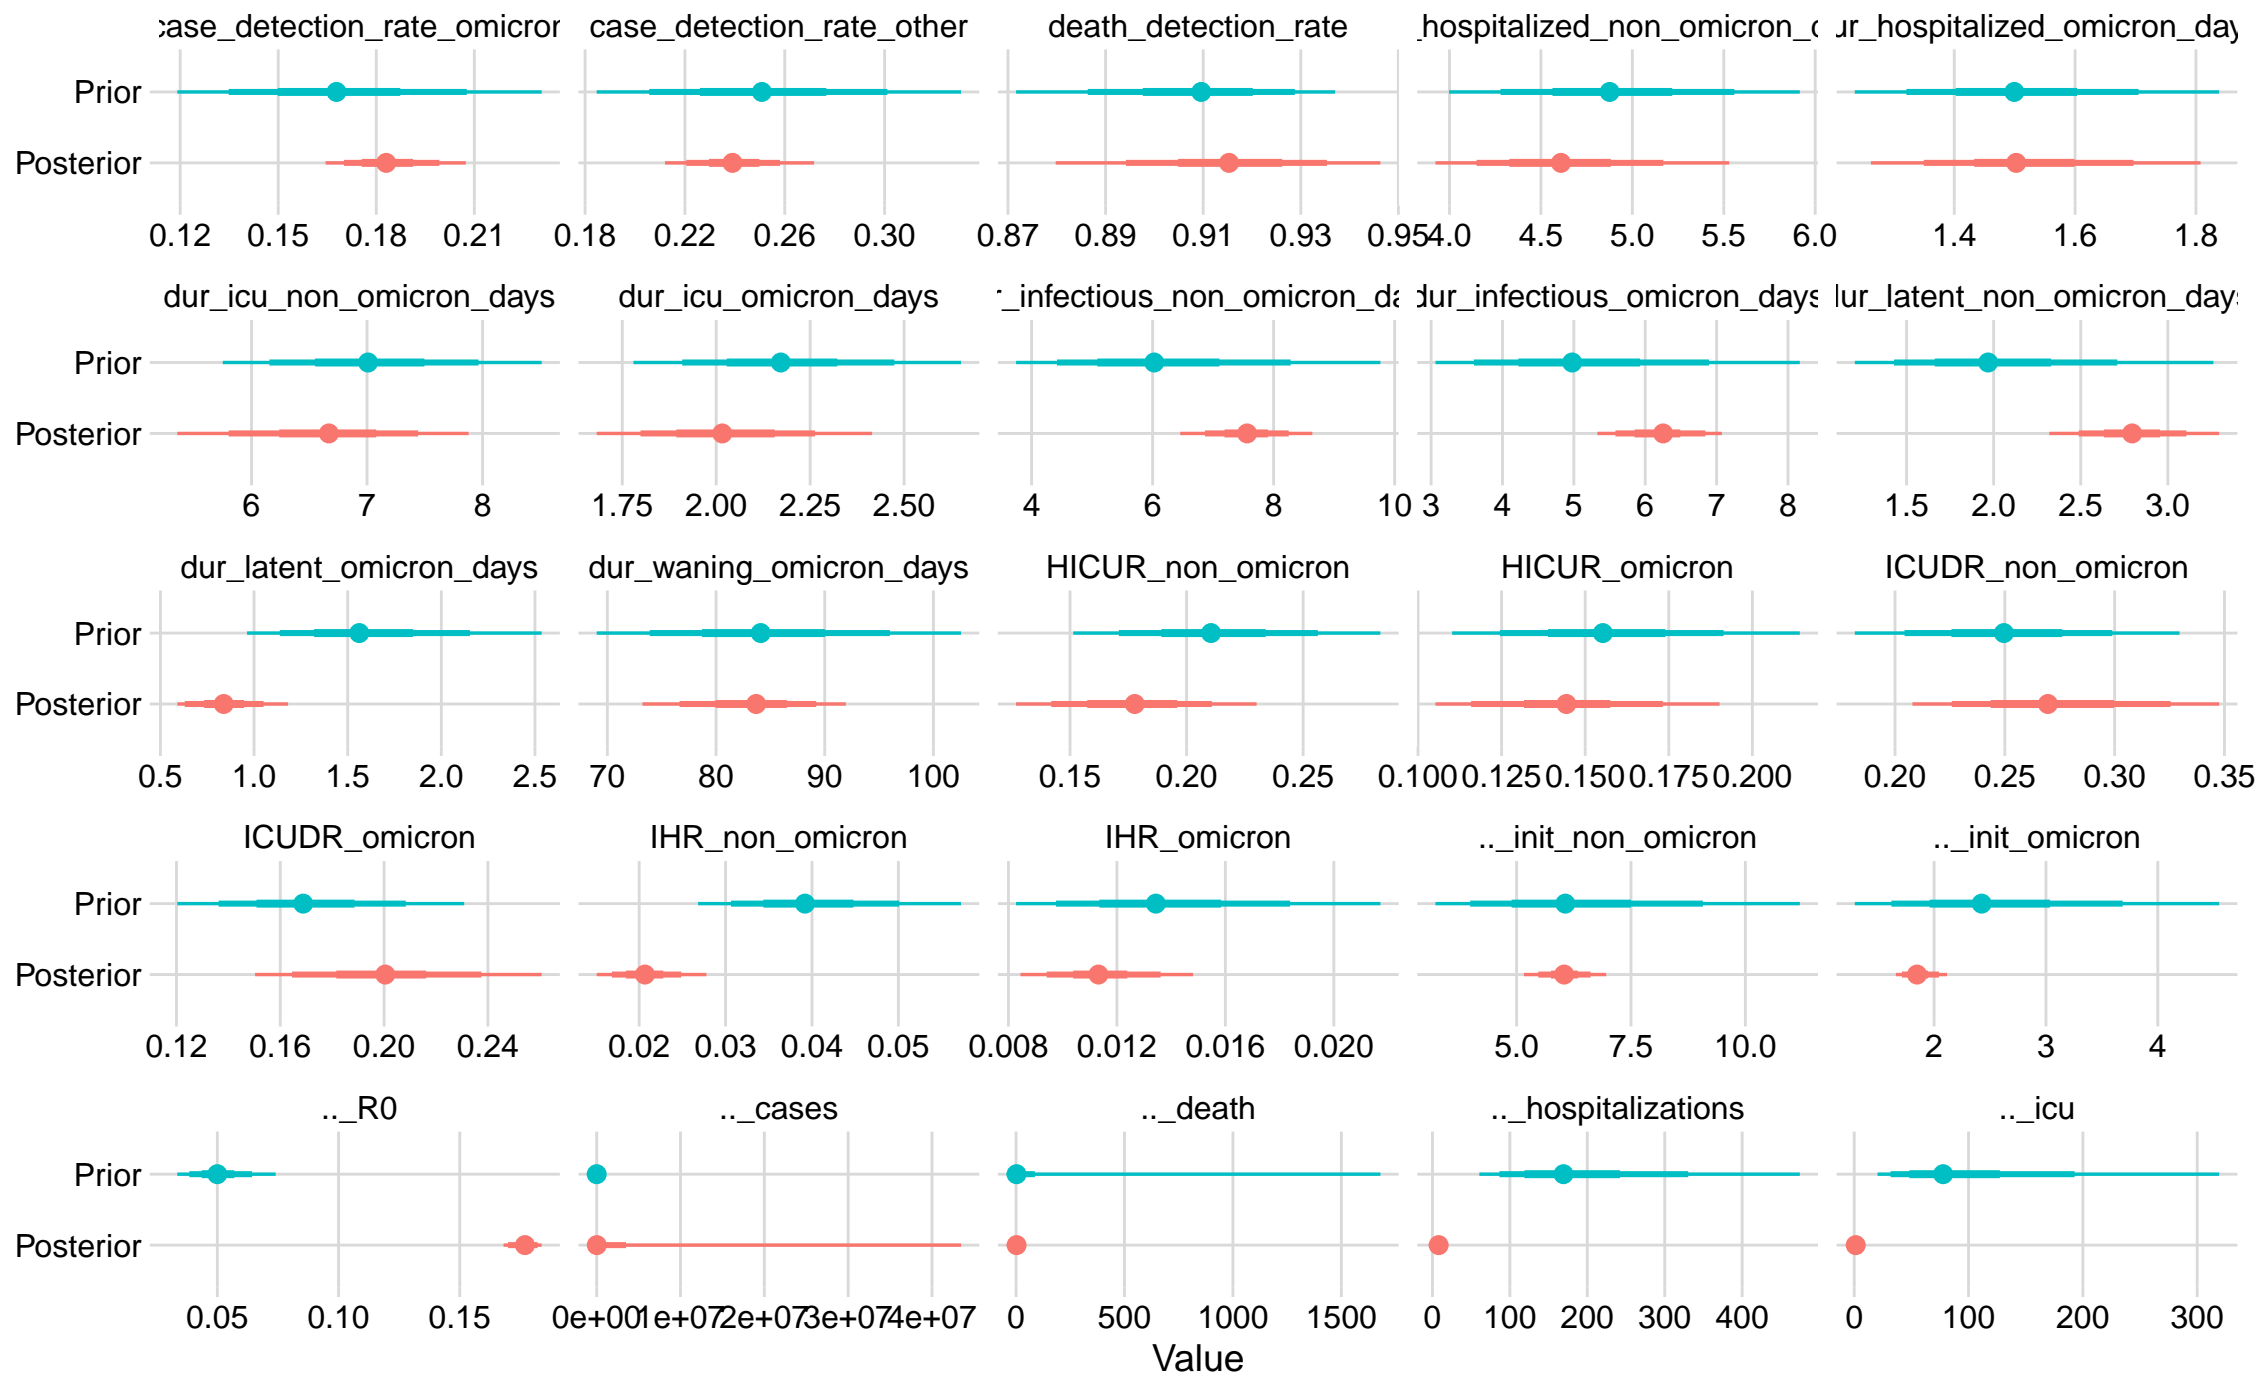 case_detection_rate_omicron case_detection_rate_other death_detection_rate _hospitalized_non_omicron_d ur_hospitalized_omicron_day
Prior
Posterior
0.12 0.15 0.18 0.21 0.18 0.22 0.26 0.30 0.87 0.89 0.91 0.93 0.95 4.0 4.5 5.0 5.5 6.0 1.4 1.6 1.8
dur_icu_non_omicron_days dur_icu_omicron_days r_infectious_non_omicron_da dur_infectious_omicron_days dur_latent_non_omicron_days
Prior
Posterior
6 7 8 1.75 2.00 2.25 2.50 4 6 8 10 3 4 5 6 7 8 1.5 2.0 2.5 3.0
dur_latent_omicron_days dur_waning_omicron_days HICUR_non_omicron HICUR_omicron ICUDR_non_omicron
Prior
Posterior
0.5 1.0 1.5 2.0 2.5 70 80 90 100 0.15 0.20 0.25 0.100 0.125 0.150 0.175 0.200 0.20 0.25 0.30 0.35
ICUDR_omicron IHR_non_omicron IHR_omicron .._init_non_omicron .._init_omicron
Prior
Posterior
0.12 0.16 0.20 0.24 0.02 0.03 0.04 0.05 0.008 0.012 0.016 0.020 5.0 7.5 10.0 2 3 4
.._R0 .._cases .._death .._hospitalizations .._icu
Prior
Posterior
0.05 0.10 0.15 0e+00 1e+07 2e+07 3e+07 4e+07 0 500 1000 1500 0 100 200 300 400 0 100 200 300
Value